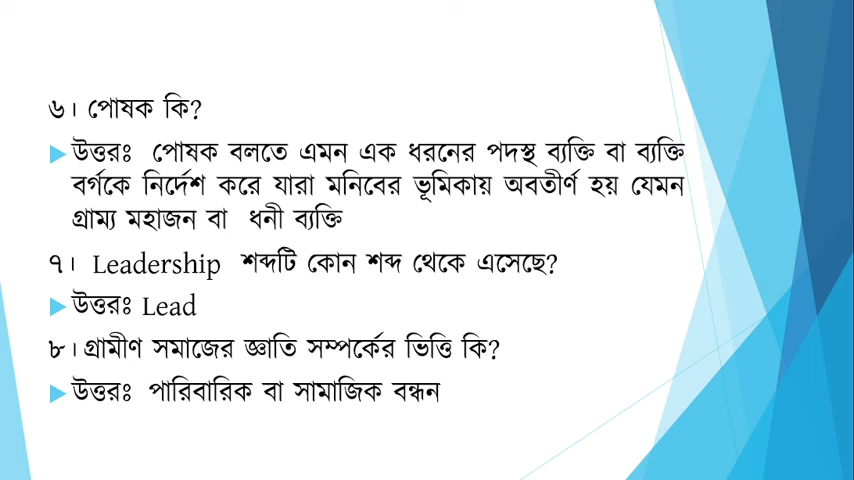 ৬। পোষক কি?
উত্তরঃ পোষক বলতে এমন এক ধরনের পদস্থ ব্যক্তি বা ব্যক্তি
বর্গকে নির্দেশ করে যারা মনিবের ভূমিকায় অবতীর্ণ হয় যেমন
গ্রাম্য মহাজন বা ধনী ব্যক্তি
৭। Leadership শব্দটি কোন শব্দ থেকে এসেছে?
উত্তরঃ Lead
৮। গ্রামীণ সমাজের জ্ঞাতি সম্পর্কের ভিত্তি কি?
উত্তরঃ পারিবারিক বা সামাজিক বন্ধন